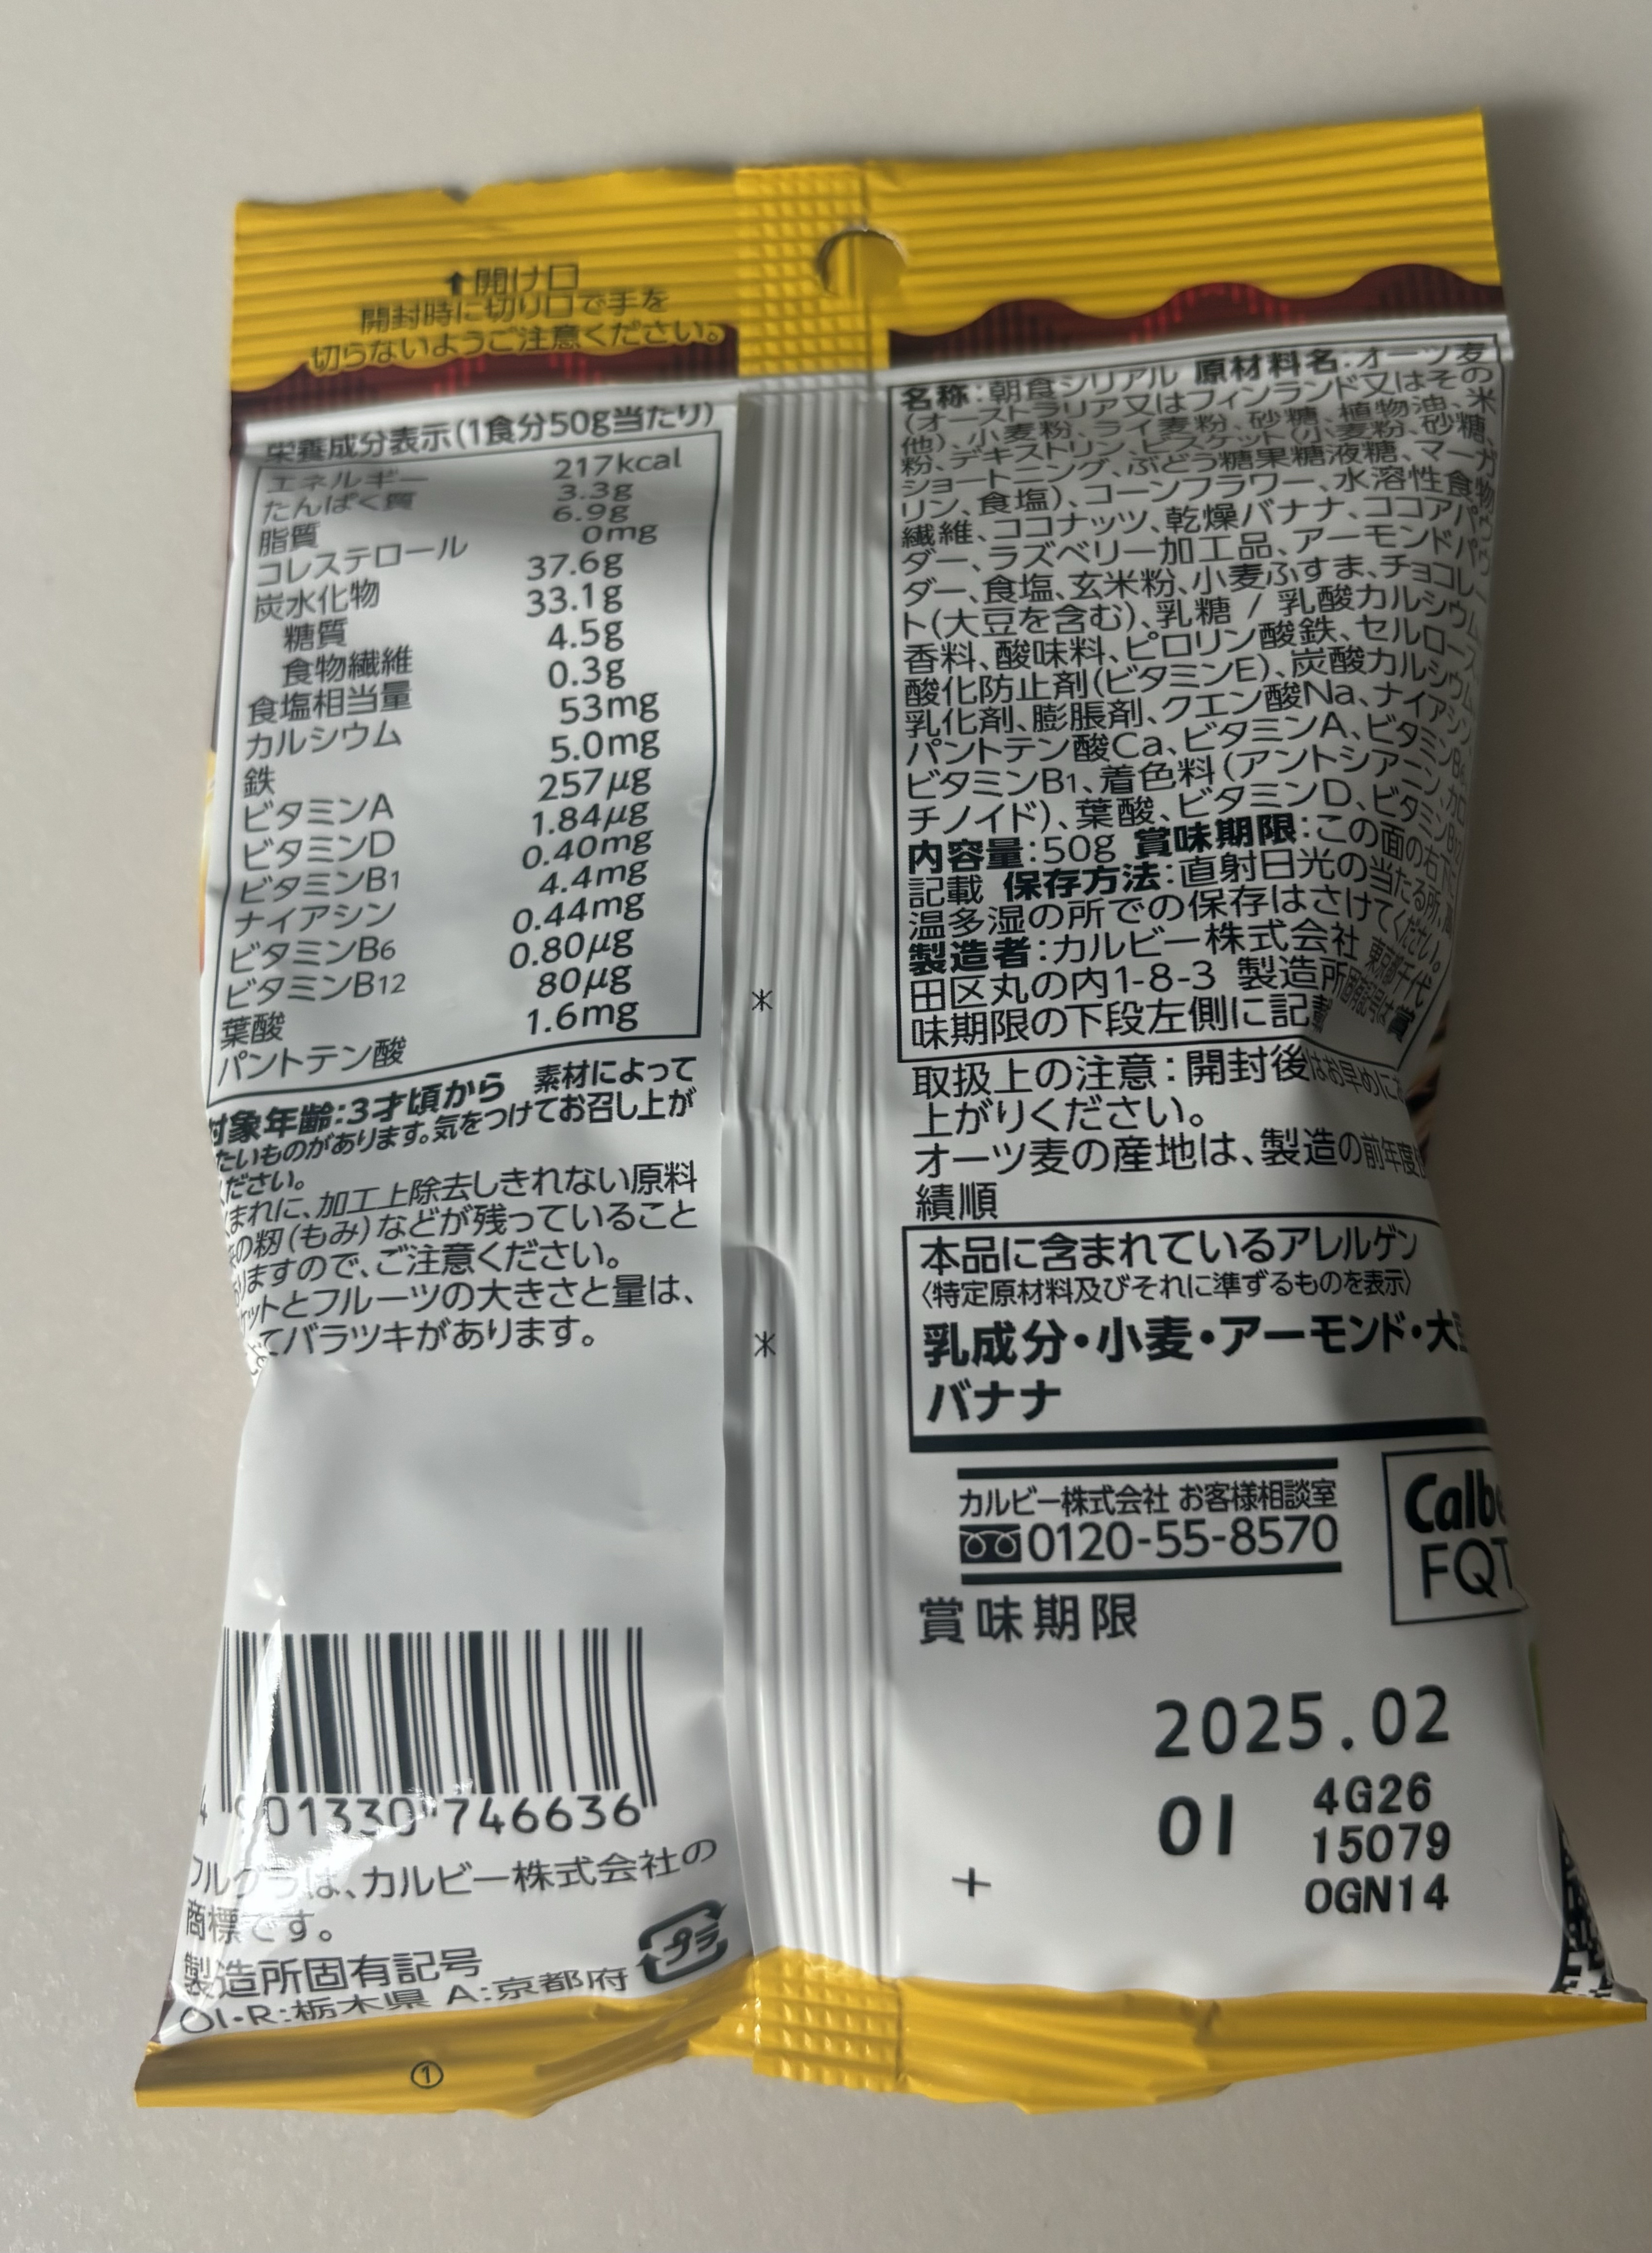 ↑開け口
開封時に切り口で手を
切らないようご注意ください。
栄養成分表示(1食分50g当たり)
エネルギー 217kcal
たんぱく質 3.3g
脂質 6.9g
コレステロール 0mg
炭水化物 37.6g
糖質 33.1g
食物繊維 4.5g
食塩相当量 0.3g
カルシウム 53mg
鉄 5.0mg
ビタミンA 257μg
ビタミンD 1.84μg
ビタミンB1 0.40mg
ナイアシン 4.4mg
ビタミンB6 0.44mg
ビタミンB12 0.80μg
葉酸 80μg
パントテン酸 1.6mg
対象年齢:3才頃から 素材によって
たいものがあります。気をつけてお召し上が
ください。
まれに、加工上除去しきれない原料
の籾(もみ)などが残っていること
りますので、ご注意ください。
ケットとフルーツの大きさと量は、
てバラツキがあります。
4 901330 746636
フルグラは、カルビー株式会社の
商標です。
製造所固有記号
01・R:栃木県 A:京都府
プラ
①
名称:朝食シリアル 原材料名:オーツ麦
(オーストラリア又はフィンランド又はその
他)、小麦粉、ライ麦粉、砂糖、植物油、米
粉、デキストリン、ビスケット(小麦粉、砂糖、
ショートニング、ぶどう糖果糖液糖、マーガ
リン、食塩)、コーンフラワー、水溶性食物
繊維、ココナッツ、乾燥バナナ、ココアパウ
ダー、ラズベリー加工品、アーモンドパウ
ダー、食塩、玄米粉、小麦ふすま、チョコレー
ト(大豆を含む)、乳糖 / 乳酸カルシウム、
香料、酸味料、ピロリン酸鉄、セルロース、
酸化防止剤(ビタミンE)、炭酸カルシウム、
乳化剤、膨脹剤、クエン酸Na、ナイアシン、
パントテン酸Ca、ビタミンA、ビタミンB6、
ビタミンB1、着色料(アントシアニン、カロ
チノイド)、葉酸、ビタミンD、ビタミンB12
内容量:50g 賞味期限:この面の右下に
記載 保存方法:直射日光の当たる所、高
温多湿の所での保存はさけてください。
製造者:カルビー株式会社 東京都千代
田区丸の内1-8-3 製造所固有記号は賞
味期限の下段左側に記載
取扱上の注意:開封後はお早めにお
上がりください。
オーツ麦の産地は、製造の前年度
績順
本品に含まれているアレルゲン
〈特定原材料及びそれに準ずるものを表示〉
乳成分・小麦・アーモンド・大豆
バナナ
カルビー株式会社 お客様相談室
0120-55-8570
Calbe
FQT
賞味期限
2025.02
01 4G26
15079
OGN14